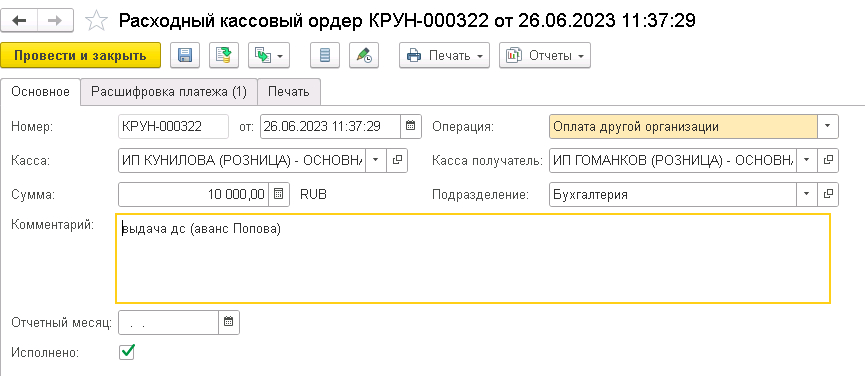 Расходный кассовый ордер КРУН-000322 от 26.06.2023 11:37:29
Провести и закрыть Печать Отчеты
Основное Расшифровка платежа (1) Печать
Номер: КРУН-000322 от: 26.06.2023 11:37:29 Операция: Оплата другой организации
Касса: ИП КУНИЛОВА (РОЗНИЦА) - ОСНОВНА Касса получатель: ИП ГОМАНКОВ (РОЗНИЦА) - ОСНОВНА
Сумма: 10 000,00 RUB Подразделение: Бухгалтерия
Комментарий: выдача дс (аванс Попова)
Отчетный месяц: . .
Исполнено: